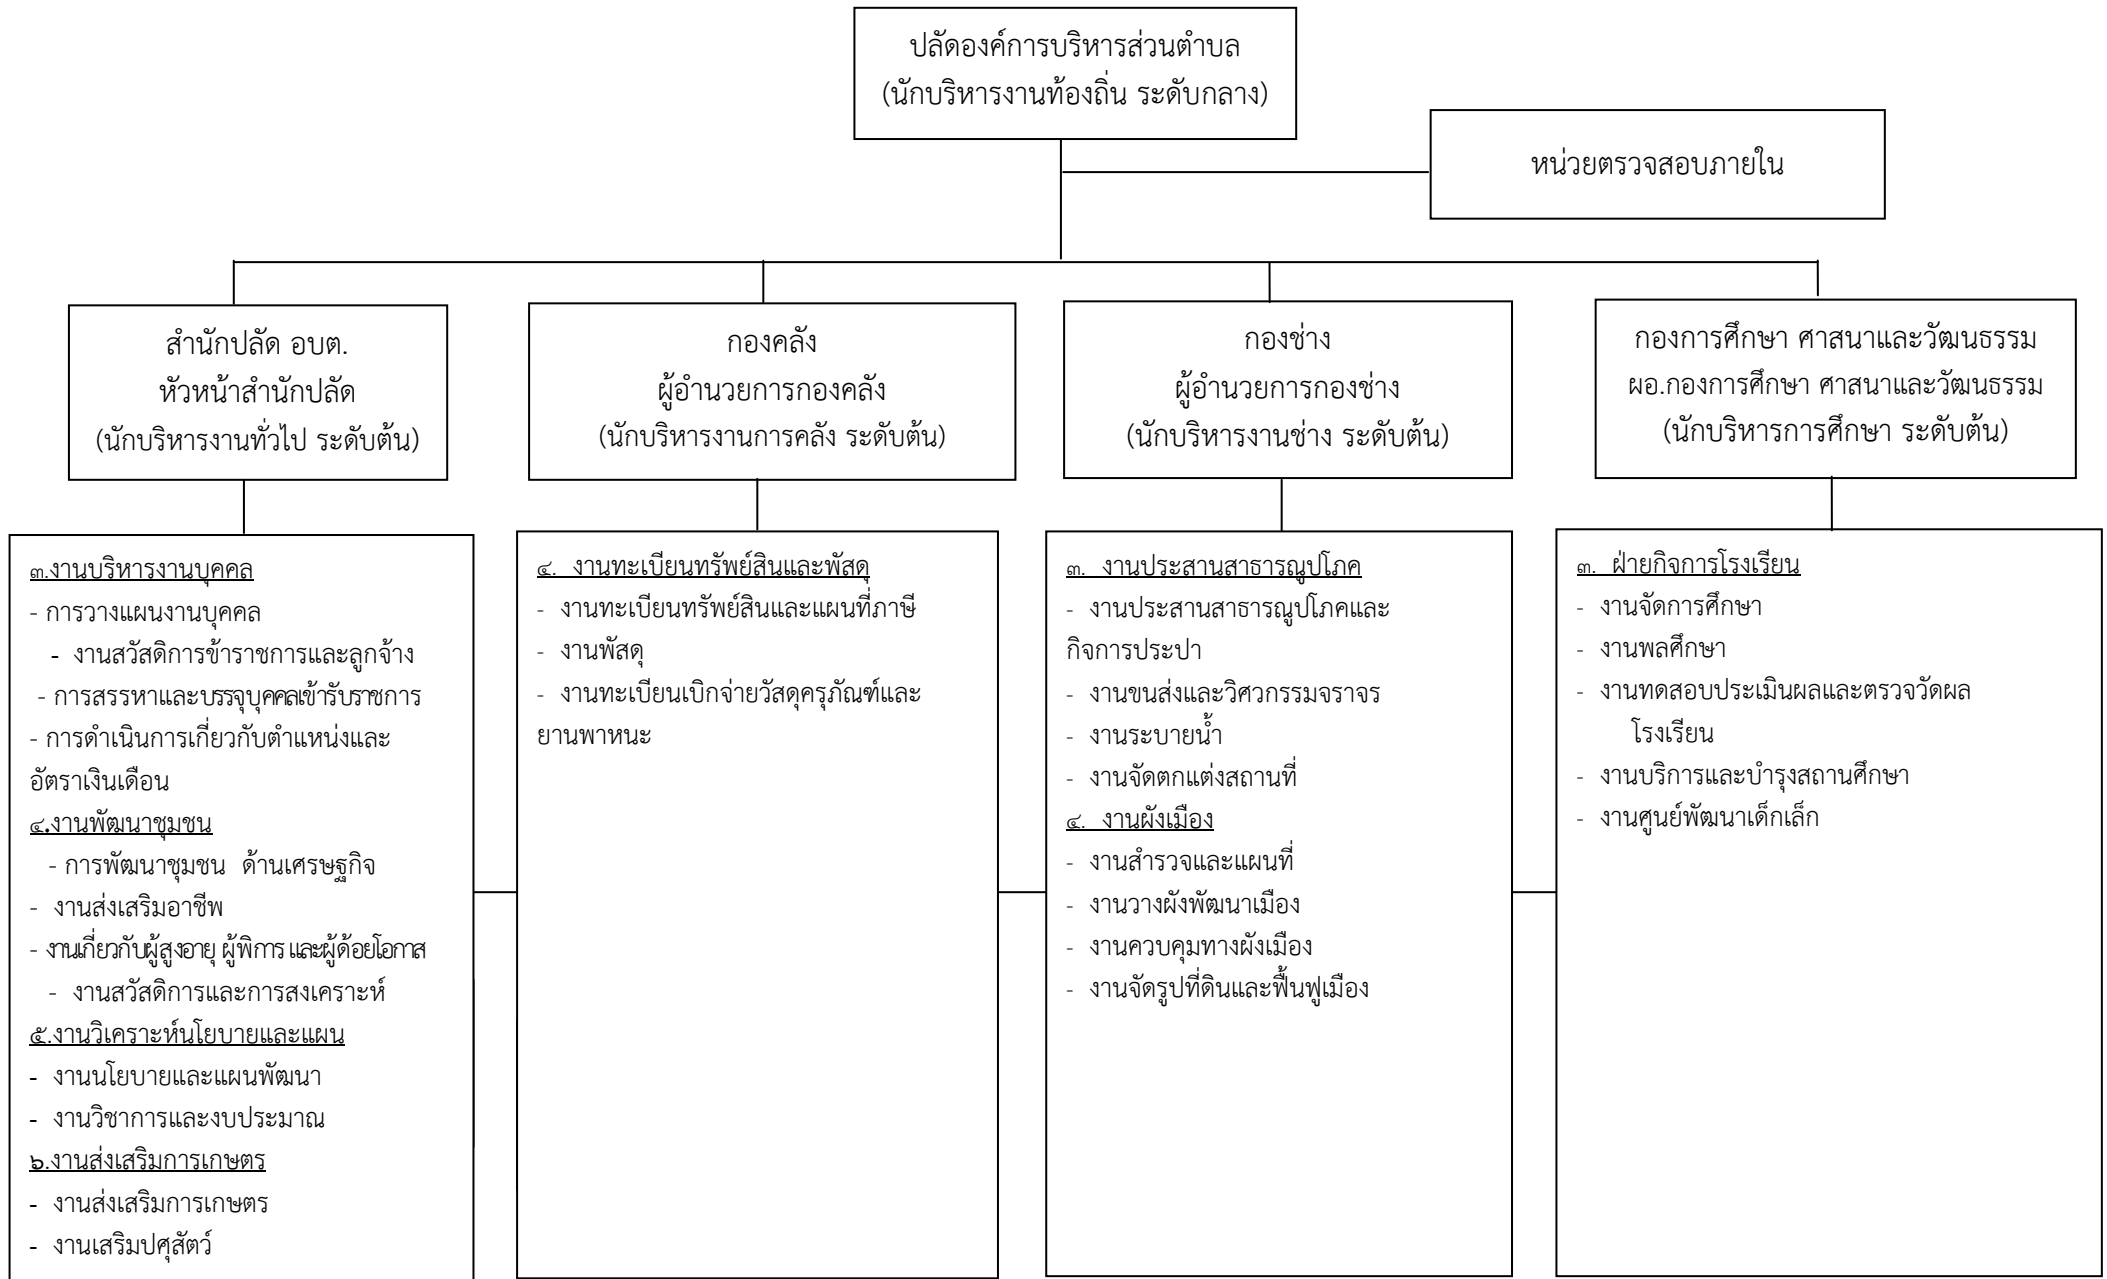 ปลัดองค์การบริหารส่วนตำบล
(นักบริหารงานท้องถิ่น ระดับกลาง)
หน่วยตรวจสอบภายใน
สำนักปลัด อบต.
หัวหน้าสำนักปลัด
(นักบริหารงานทั่วไป ระดับต้น)
กองคลัง
ผู้อำนวยการกองคลัง
(นักบริหารงานการคลัง ระดับต้น)
กองช่าง
ผู้อำนวยการกองช่าง
(นักบริหารงานช่าง ระดับต้น)
กองการศึกษา ศาสนาและวัฒนธรรม
ผอ.กองการศึกษา ศาสนาและวัฒนธรรม
(นักบริหารการศึกษา ระดับต้น)
๓.งานบริหารงานบุคคล
- การวางแผนงานบุคคล
- งานสวัสดิการข้าราชการและลูกจ้าง
- การสรรหาและบรรจุบุคคลเข้ารับราชการ
- การดำเนินการเกี่ยวกับตำแหน่งและ
อัตราเงินเดือน
๔.งานพัฒนาชุมชน
- การพัฒนาชุมชน ด้านเศรษฐกิจ
- งานส่งเสริมอาชีพ
- งานเกี่ยวกับผู้สูงอายุ ผู้พิการ และผู้ด้อยโอกาส
- งานสวัสดิการและการสงเคราะห์
๕.งานวิเคราะห์นโยบายและแผน
- งานนโยบายและแผนพัฒนา
- งานวิชาการและงบประมาณ
๖.งานส่งเสริมการเกษตร
- งานส่งเสริมการเกษตร
- งานเสริมปศุสัตว์
๔. งานทะเบียนทรัพย์สินและพัสดุ
- งานทะเบียนทรัพย์สินและแผนที่ภาษี
- งานพัสดุ
- งานทะเบียนเบิกจ่ายวัสดุครุภัณฑ์และ
ยานพาหนะ
๓. งานประสานสาธารณูปโภค
- งานประสานสาธารณูปโภคและ
กิจการประปา
- งานขนส่งและวิศวกรรมจราจร
- งานระบายน้ำ
- งานจัดตกแต่งสถานที่
๔. งานผังเมือง
- งานสำรวจและแผนที่
- งานวางผังพัฒนาเมือง
- งานควบคุมทางผังเมือง
- งานจัดรูปที่ดินและฟื้นฟูเมือง
๓. ฝ่ายกิจการโรงเรียน
- งานจัดการศึกษา
- งานพลศึกษา
- งานทดสอบประเมินผลและตรวจวัดผล
โรงเรียน
- งานบริการและบำรุงสถานศึกษา
- งานศูนย์พัฒนาเด็กเล็ก